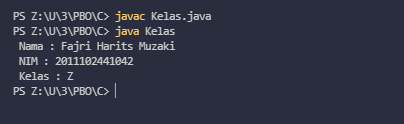 PS Z:\U\3\PBO\C> javac Kelas.java
PS Z:\U\3\PBO\C> java Kelas
Nama : Fajri Harits Muzaki
NIM : 2011102441042
Kelas : Z
PS Z:\U\3\PBO\C>